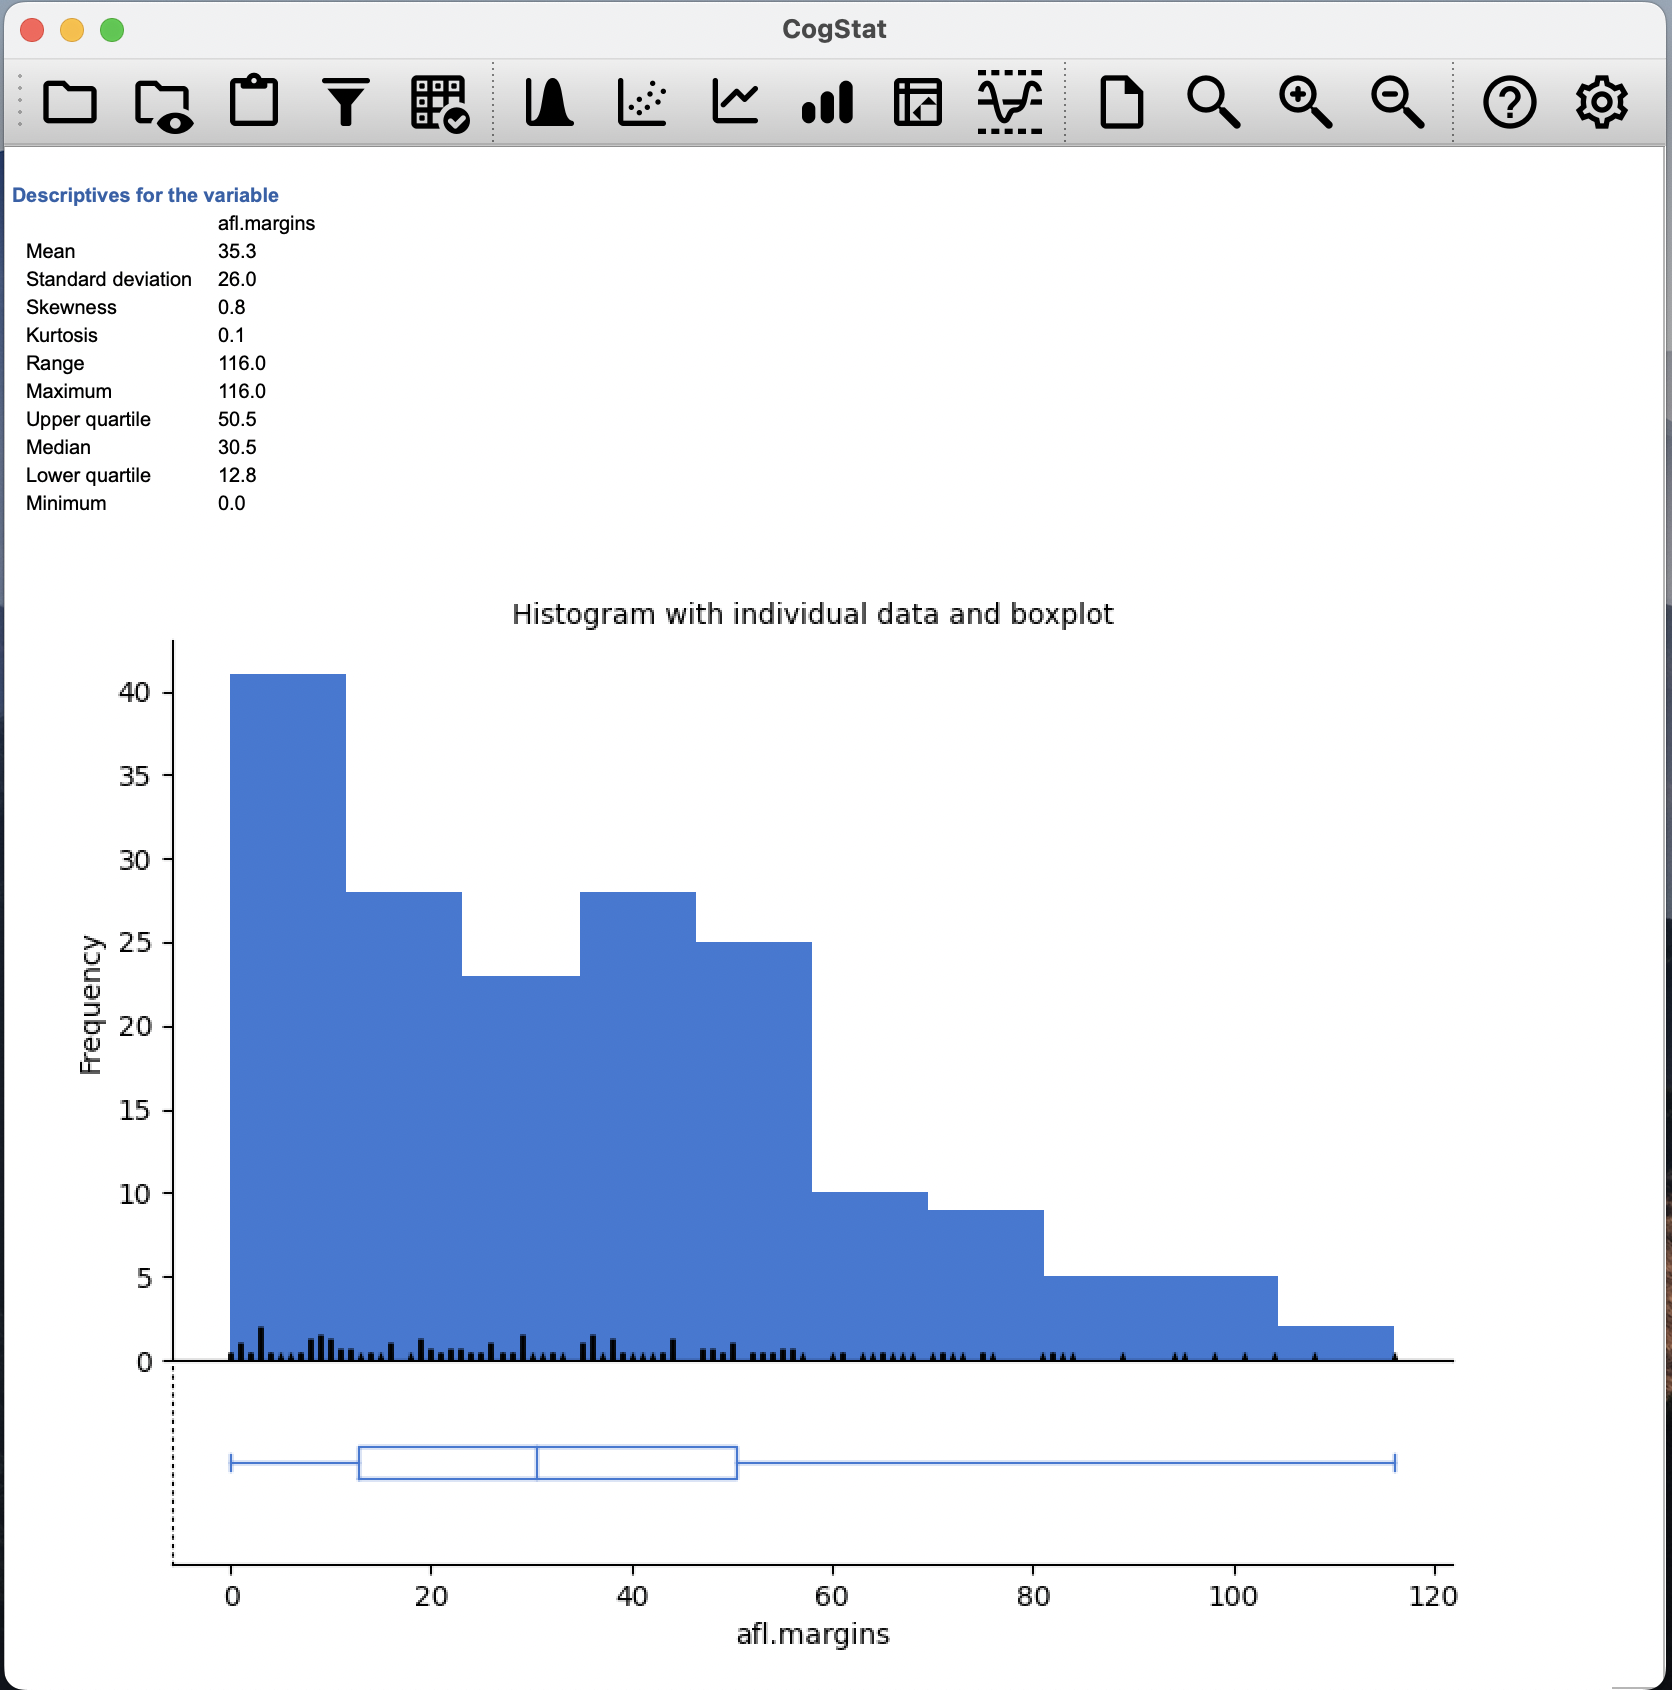 CogStat
Descriptives for the variable
afl.margins
Mean 35.3
Standard deviation 26.0
Skewness 0.8
Kurtosis 0.1
Range 116.0
Maximum 116.0
Upper quartile 50.5
Median 30.5
Lower quartile 12.8
Minimum 0.0
Histogram with individual data and boxplot
40
35
30
25
20
15
10
5
0
Frequency
0 20 40 60 80 100 120
afl.margins